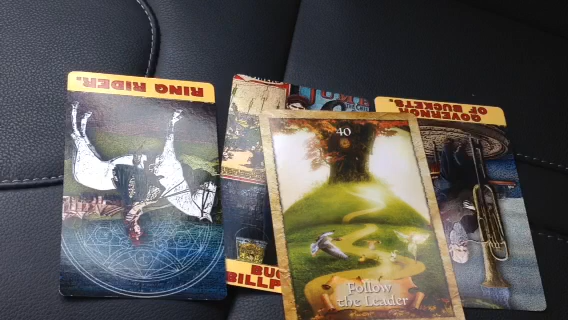 RING RIDER.
GOVERNOR
OF BUCKETS.
40
Follow
the Leader